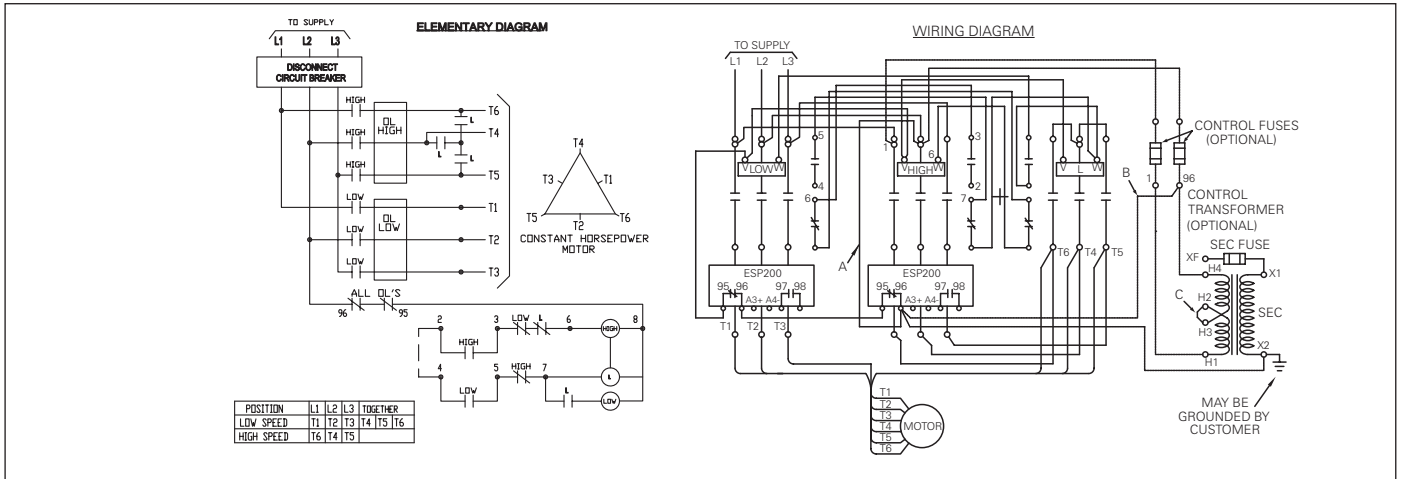 TO SUPPLY
ELEMENTARY DIAGRAM
L1 L2 L3
DISCONNECT
CIRCUIT BREAKER
HIGH
OL
HIGH
T6
L
HIGH
T4
L
L
HIGH
T5
LOW
OL
LOW
T1
LOW
T2
LOW
T3
T4
T3 T1
T5 T6
T2
CONSTANT HORSEPOWER
MOTOR
ALL OL'S
96 95
2 3 LOW L 6 HIGH 8
HIGH
4 5 HIGH 7 L
LOW L LOW
POSITION L1 L2 L3 TOGETHER
LOW SPEED T1 T2 T3 T4 T5 T6
HIGH SPEED T6 T4 T5
WIRING DIAGRAM
TO SUPPLY
L1 L2 L3
5 1 6 3
V LOW W
V HIGH W
V L W
4 2
6 7
A
B
CONTROL FUSES
(OPTIONAL)
1 96
CONTROL
TRANSFORMER
(OPTIONAL)
SEC FUSE
XF
H4 X1
C H2
H3
SEC
H1 X2
T6 T4 T5
ESP200
95 96 97 98
A3+ A4-
ESP200
95 96 97 98
A3+ A4-
T1 T2 T3
MAY BE
GROUNDED BY
CUSTOMER
T1
T2
T3
T4
T5
T6
MOTOR